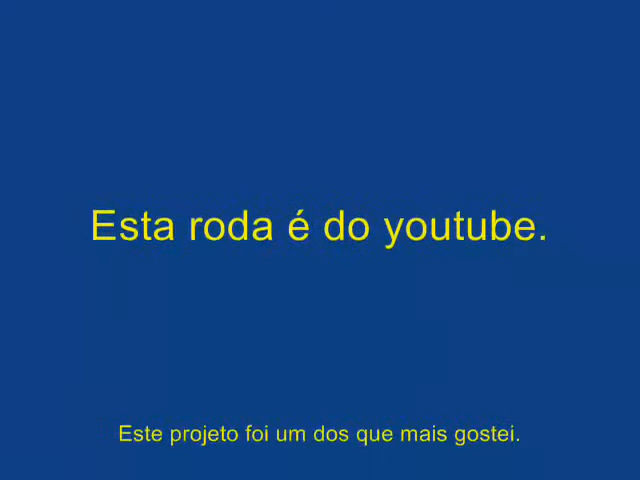 Esta roda é do youtube.
Este projeto foi um dos que mais gostei.